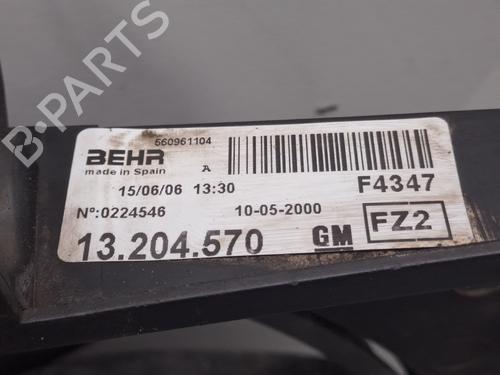 560961104
BEHR
made in Spain
A
15/06/06 13:30
F4347
Nº:0224546
10-05-2000
FZ2
13.204.570
GM
B-PARTS